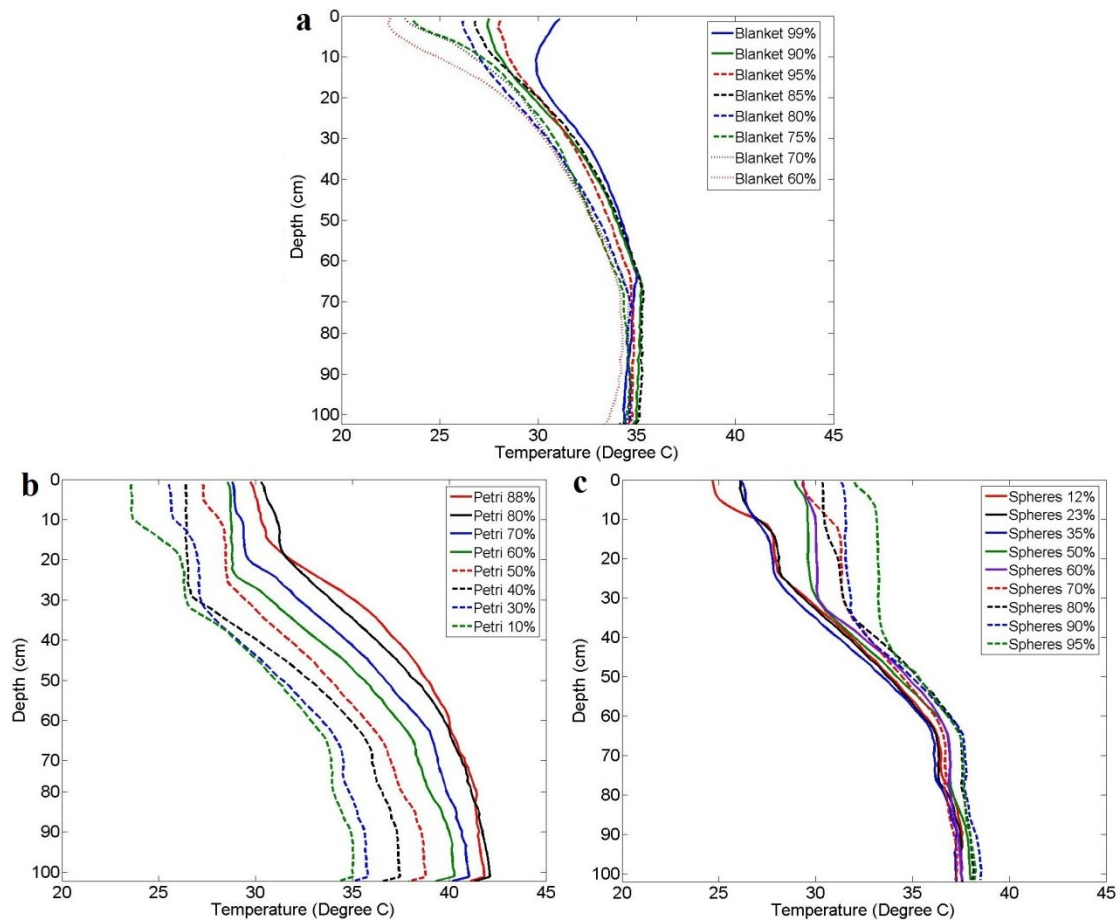 a
0
10
20
30
40
50
60
70
80
90
100
Depth (cm)
20
25
30
35
40
45
Temperature (Degree C)
Blanket 99%
Blanket 90%
Blanket 95%
Blanket 85%
Blanket 80%
Blanket 75%
Blanket 70%
Blanket 60%
b
0
10
20
30
40
50
60
70
80
90
100
Depth (cm)
20
25
30
35
40
45
Temperature (Degree C)
Petri 88%
Petri 80%
Petri 70%
Petri 60%
Petri 50%
Petri 40%
Petri 30%
Petri 10%
c
0
10
20
30
40
50
60
70
80
90
100
Depth (cm)
20
25
30
35
40
45
Temperature (Degree C)
Spheres 12%
Spheres 23%
Spheres 35%
Spheres 50%
Spheres 60%
Spheres 70%
Spheres 80%
Spheres 90%
Spheres 95%